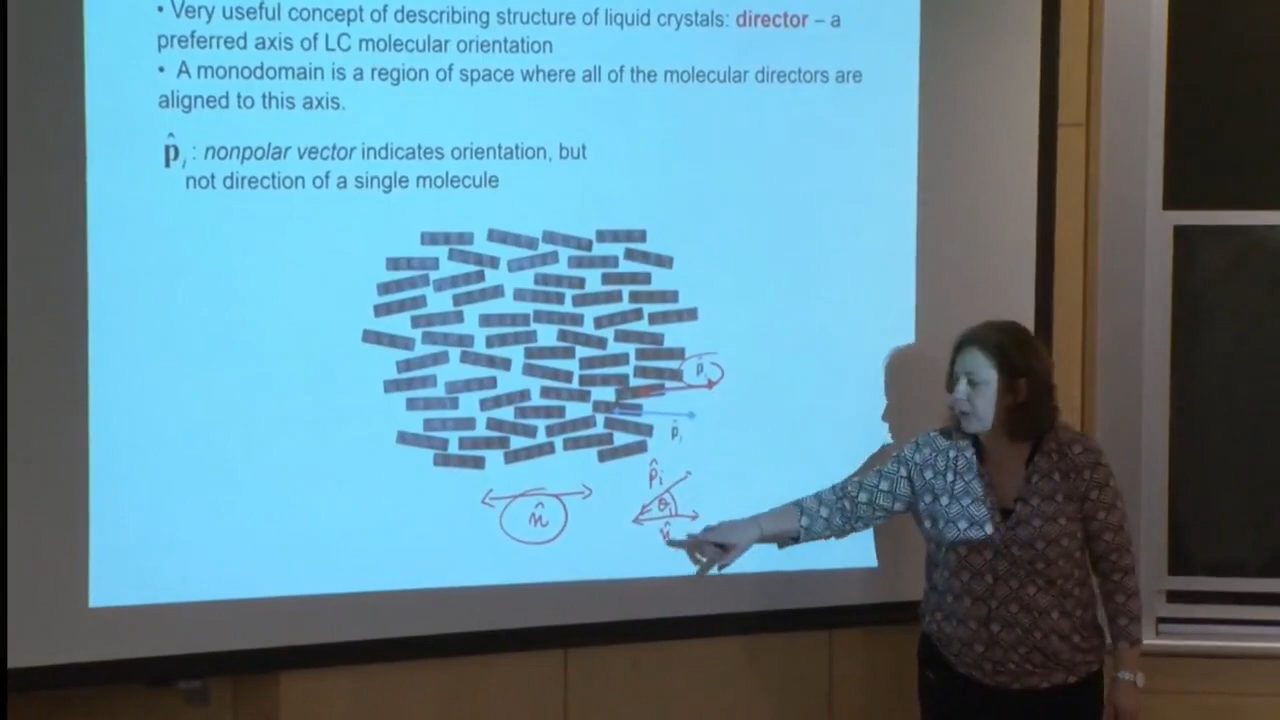 • Very useful concept of describing structure of liquid crystals: director – a
preferred axis of LC molecular orientation
• A monodomain is a region of space where all of the molecular directors are
aligned to this axis.
p̂ᵢ : nonpolar vector indicates orientation, but
not direction of a single molecule
p̂ᵢ
p̂ᵢ
p̂ᵢ
θᵢ
n̂
n̂